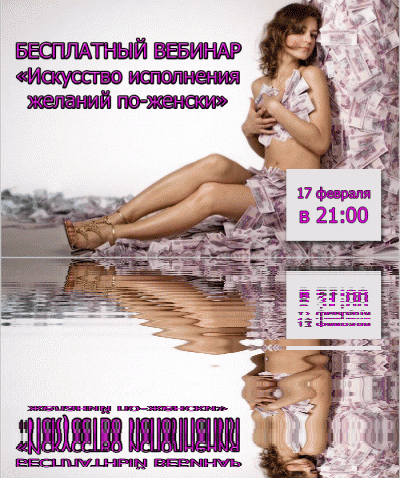 БЕСПЛАТНЫЙ ВЕБИНАР
«Искусство исполнения
желаний по-женски»
17 февраля
в 21:00